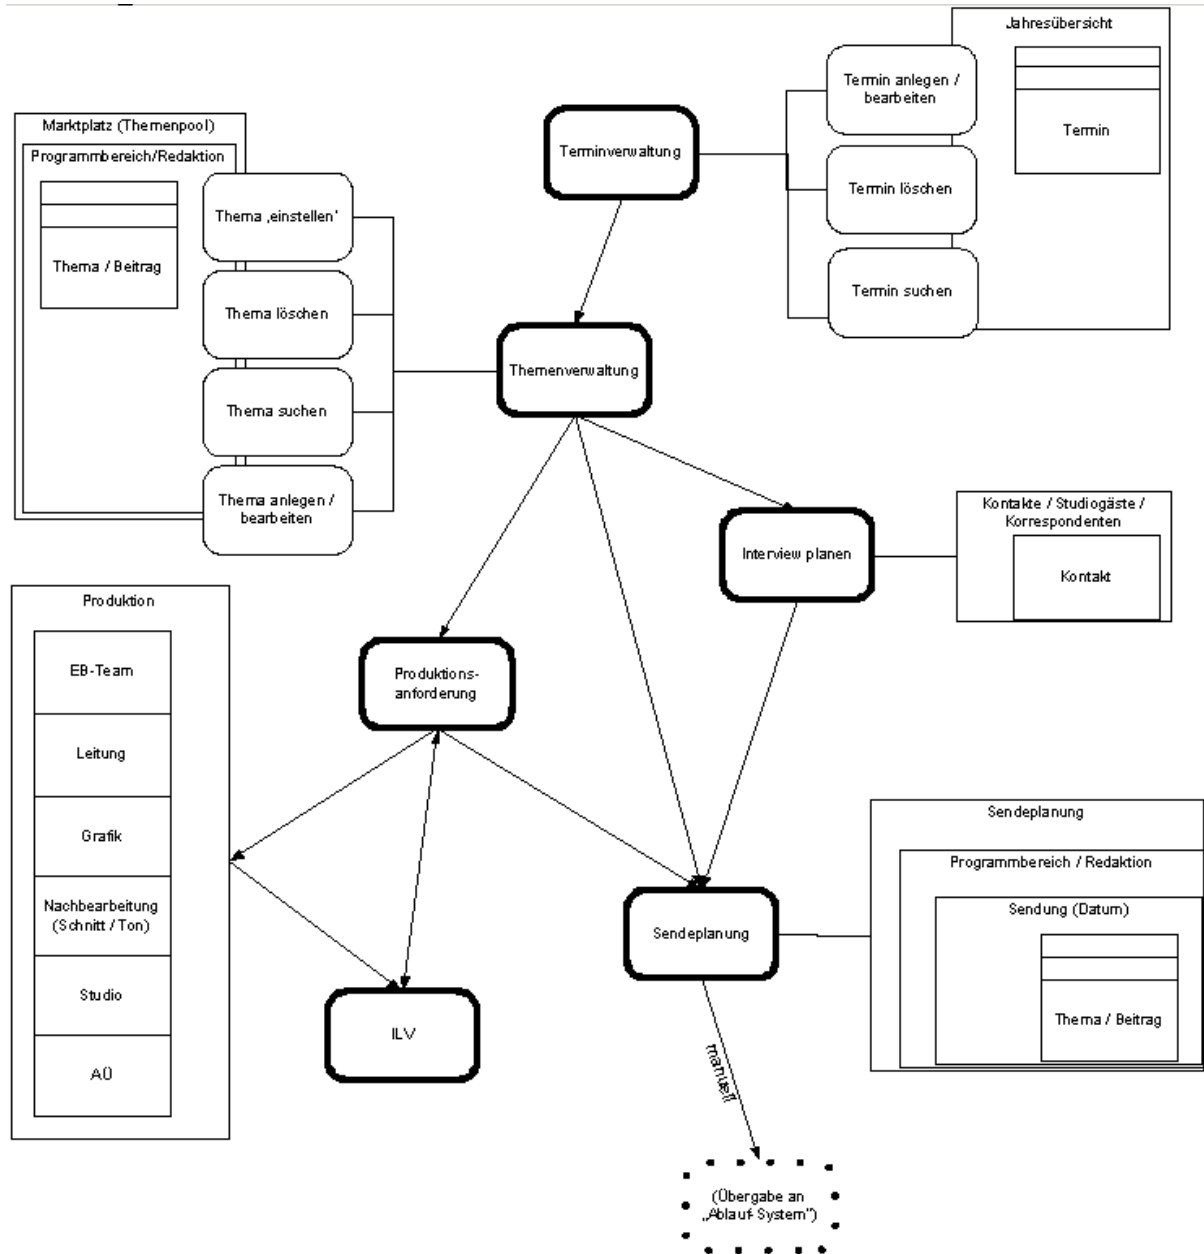 Jahresübersicht
Termin anlegen /
bearbeiten
Termin
Terminverwaltung
Termin löschen
Termin suchen
Marktplatz (Themenpool)
Programmbereich/Redaktion
Thema ‚einstellen‘
Thema / Beitrag
Thema löschen
Thema suchen
Thema anlegen /
bearbeiten
Themenverwaltung
Interview planen
Kontakte / Studiogäste /
Korrespondenten
Kontakt
Produktion
EB-Team
Leitung
Grafik
Nachbearbeitung
(Schnitt / Ton)
Studio
AÜ
Produktions-
anforderung
ILV
Sendeplanung
Sendeplanung
Programmbereich / Redaktion
Sendung (Datum)
Thema / Beitrag
manuell
(Übergabe an
„Ablauf-System")